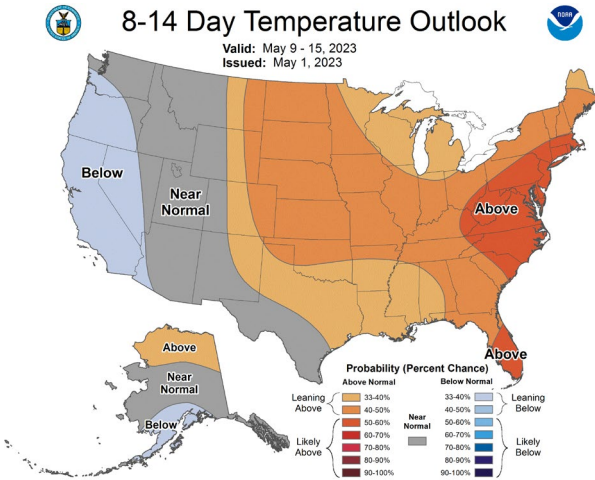 8-14 Day Temperature Outlook
NOAA
Valid: May 9 - 15, 2023
Issued: May 1, 2023
Below
Near
Normal
Above
Above
Above
Near
Normal
Below
Probability (Percent Chance)
Above Normal
Below Normal
Leaning
Above
33-40%
40-50%
Likely
Above
50-60%
60-70%
70-80%
80-90%
90-100%
Near
Normal
33-40%
40-50%
Leaning
Below
50-60%
60-70%
70-80%
80-90%
90-100%
Likely
Below